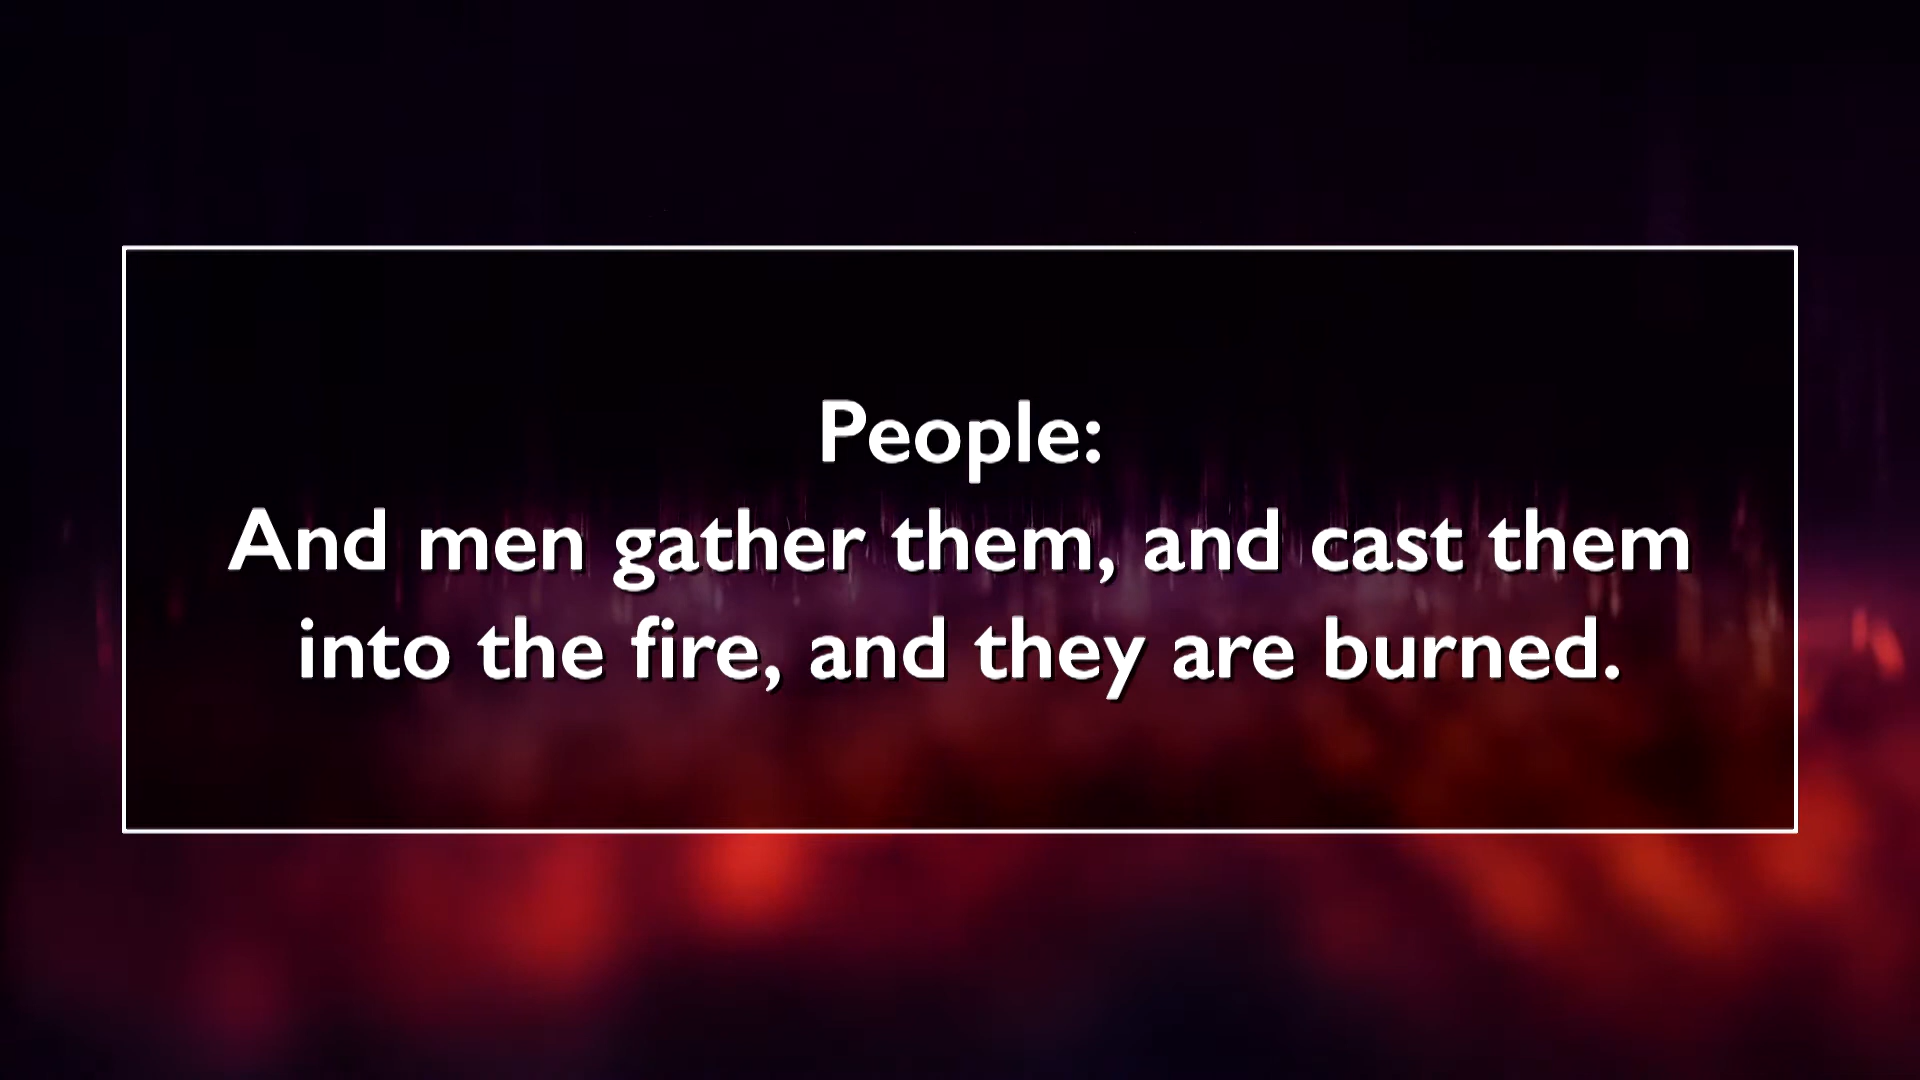 People:
And men gather them, and cast them
into the fire, and they are burned.